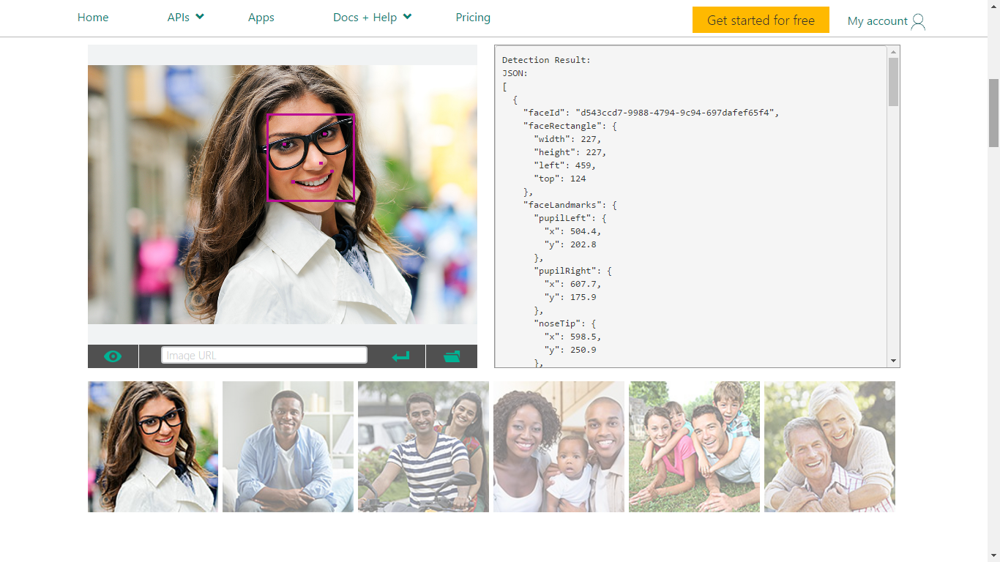 Home APIs Apps Docs + Help Pricing Get started for free My account
Detection Result:
JSON:
[
{
"faceId": "d543ccd7-9988-4794-9c94-697dafef65f4",
"faceRectangle": {
"width": 227,
"height": 227,
"left": 459,
"top": 124
},
"faceLandmarks": {
"pupilLeft": {
"x": 504.4,
"y": 202.8
},
"pupilRight": {
"x": 607.7,
"y": 175.9
},
"noseTip": {
"x": 598.5,
"y": 250.9
},
Image URL